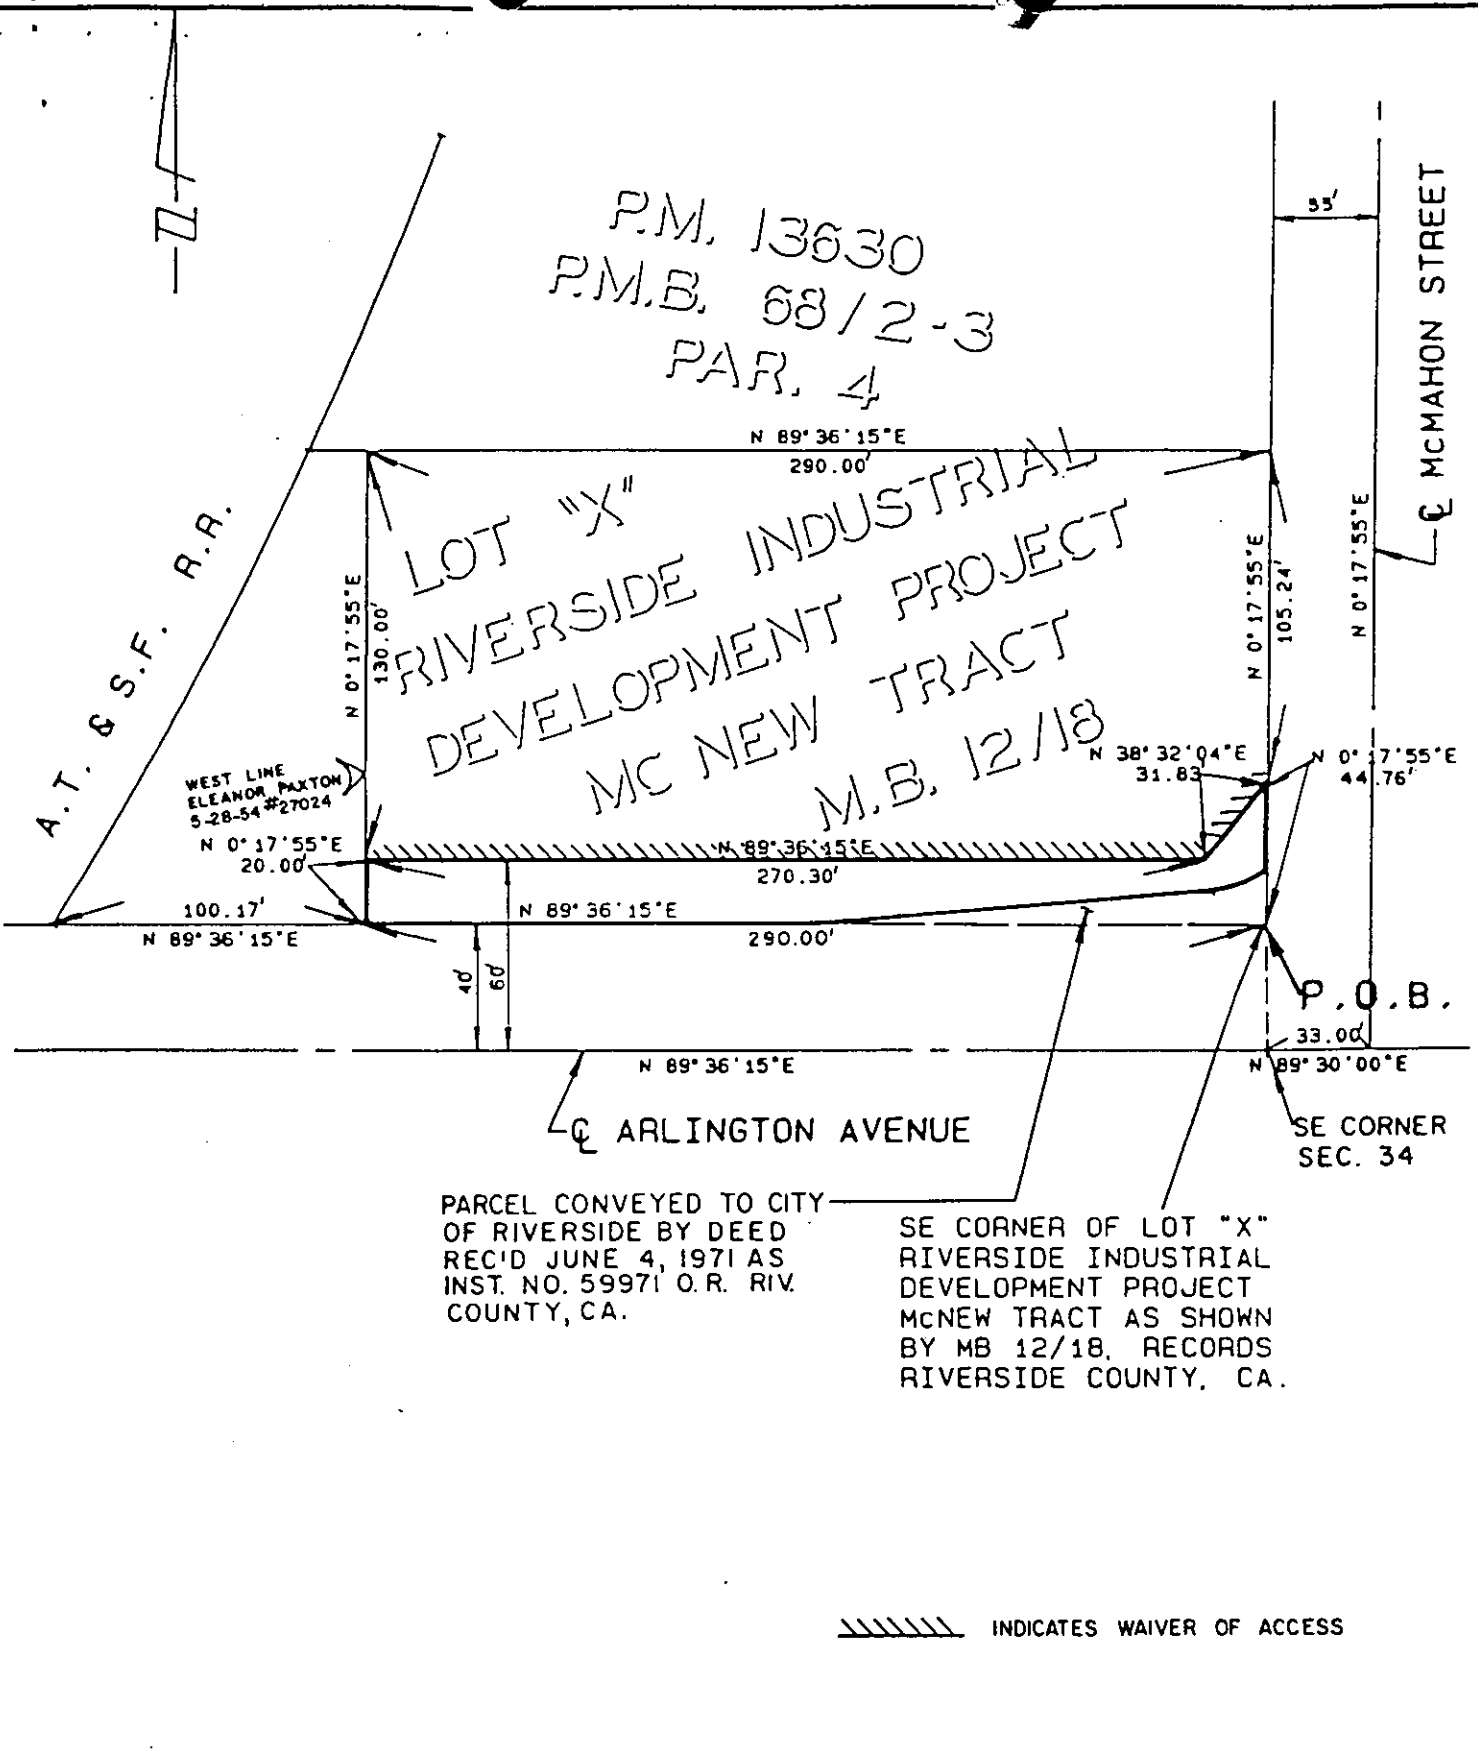 P.M. 13630
P.M.B. 68/2-3
PAR. 4
55'
℄ MCMAHON STREET
N 89°36'15"E
290.00'
A.T. & S.F. R.R.
LOT "X"
RIVERSIDE INDUSTRIAL
DEVELOPMENT PROJECT
MC NEW TRACT
M.B. 12/18
N 0°17'55"E
130.00'
N 0°17'55"E
105.24'
N 0°17'55"E
WEST LINE
ELEANOR PAXTON
5-28-54 #27024
N 38°32'04"E
31.83
N 0°17'55"E
44.76'
N 0°17'55"E
20.00'
N 89°36'15"E
270.30'
100.17'
N 89°36'15"E
N 89°36'15"E
290.00'
40'
60'
P.O.B.
33.00'
N 89°36'15"E
N 89°30'00"E
℄ ARLINGTON AVENUE
SE CORNER
SEC. 34
PARCEL CONVEYED TO CITY
OF RIVERSIDE BY DEED
REC'D JUNE 4, 1971 AS
INST. NO. 59971 O.R. RIV.
COUNTY, CA.
SE CORNER OF LOT "X"
RIVERSIDE INDUSTRIAL
DEVELOPMENT PROJECT
McNEW TRACT AS SHOWN
BY MB 12/18, RECORDS
RIVERSIDE COUNTY, CA.
INDICATES WAIVER OF ACCESS